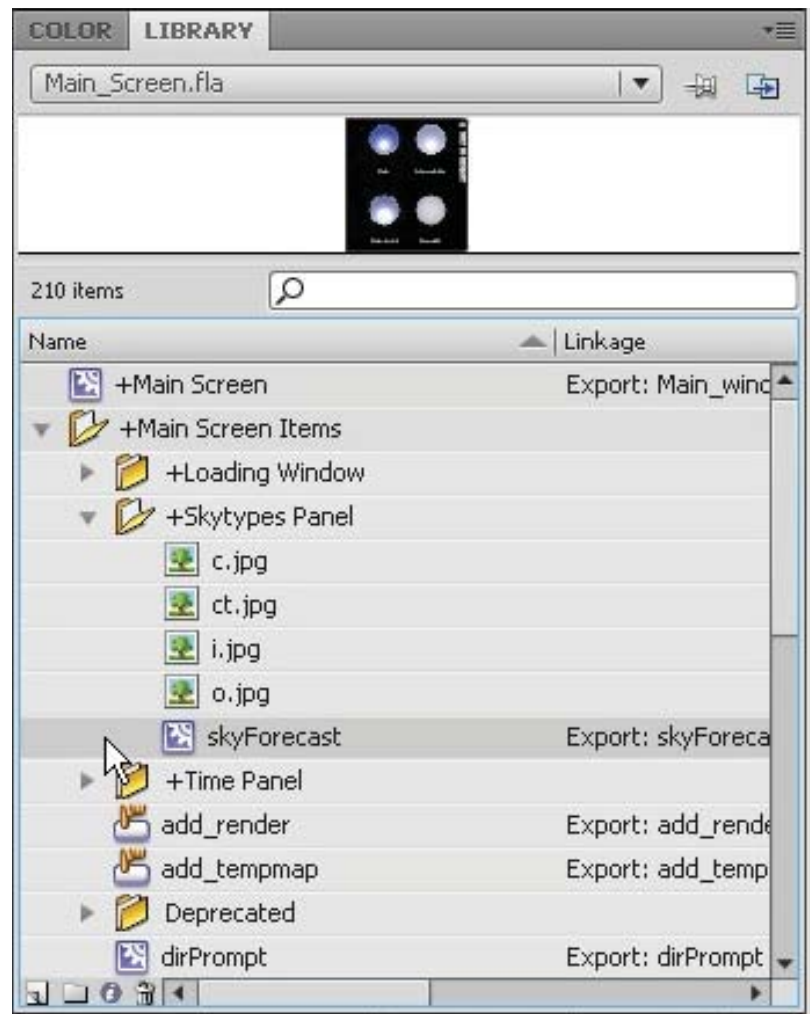 COLOR LIBRARY
Main_Screen.fla
210 items
Name Linkage
+Main Screen Export: Main_winc
+Main Screen Items
+Loading Window
+Skytypes Panel
c.jpg
ct.jpg
i.jpg
o.jpg
skyForecast Export: skyForeca
+Time Panel
add_render Export: add_rende
add_tempmap Export: add_temp
Deprecated
dirPrompt Export: dirPrompt